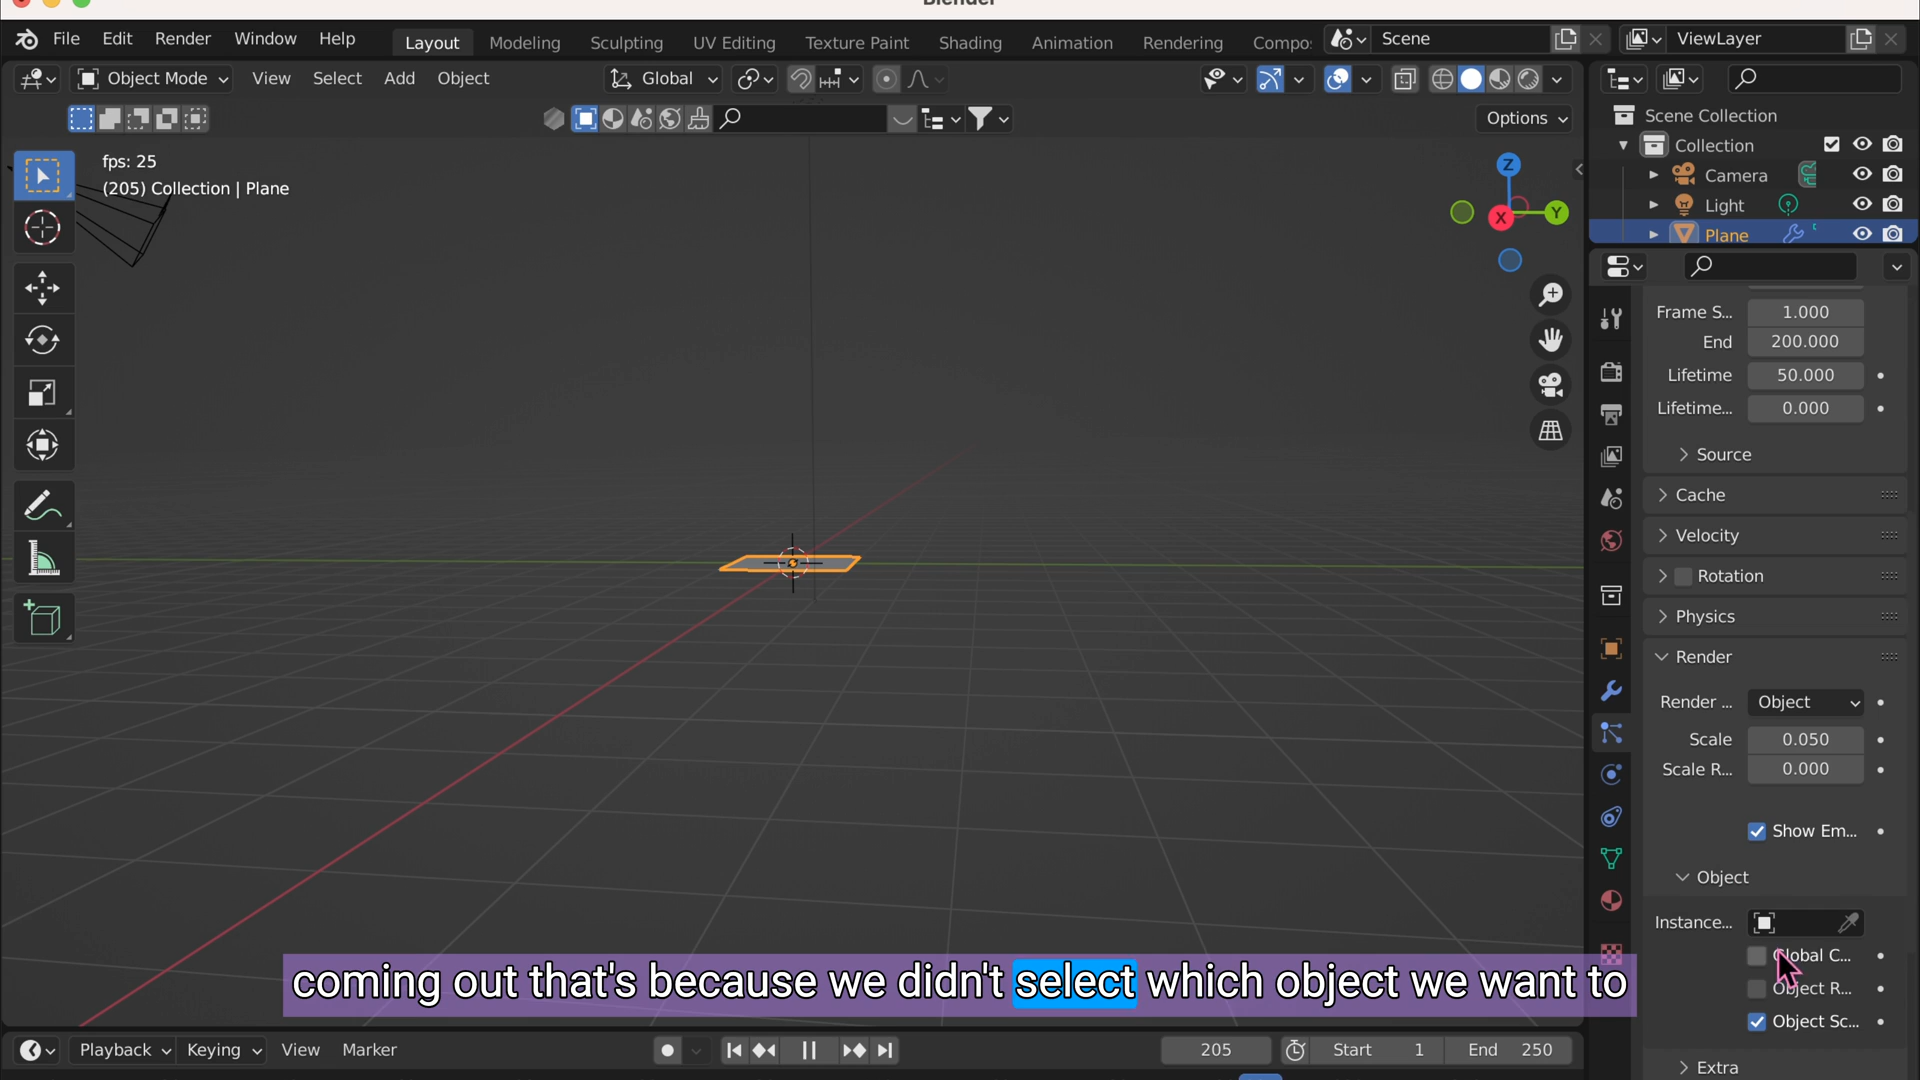 Blender
File Edit Render Window Help
Layout Modeling Sculpting UV Editing Texture Paint Shading Animation Rendering Compo
Scene
ViewLayer
Object Mode View Select Add Object
Global
Options
fps: 25
(205) Collection | Plane
Z
Y
X
Scene Collection
Collection
Camera
Light
Plane
Frame S... 1.000
End 200.000
Lifetime 50.000
Lifetime... 0.000
Source
Cache
Velocity
Rotation
Physics
Render
Render ... Object
Scale 0.050
Scale R... 0.000
Show Em...
Object
Instance...
Global C...
Object R...
Object Sc...
Extra
coming out that's because we didn't select which object we want to
Playback Keying View Marker
205
Start 1
End 250